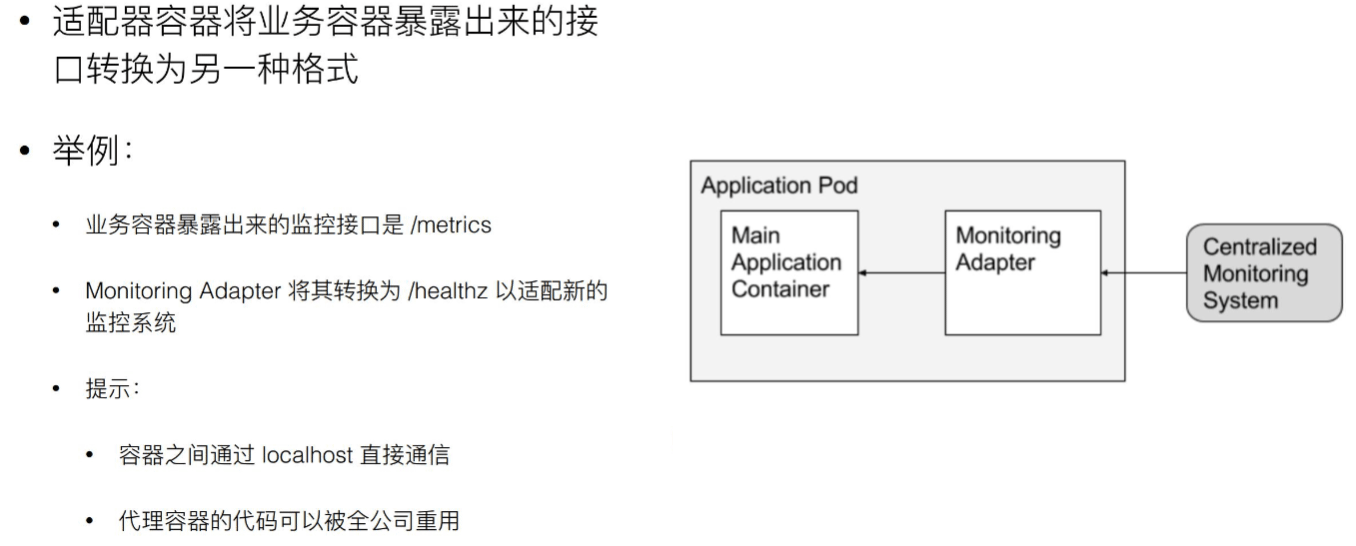 • 适配器容器将业务容器暴露出来的接
口转换为另一种格式
• 举例：
• 业务容器暴露出来的监控接口是 /metrics
• Monitoring Adapter 将其转换为 /healthz 以适配新的
监控系统
• 提示：
• 容器之间通过 localhost 直接通信
• 代理容器的代码可以被全公司重用
Application Pod
Main
Application
Container
Monitoring
Adapter
Centralized
Monitoring
System